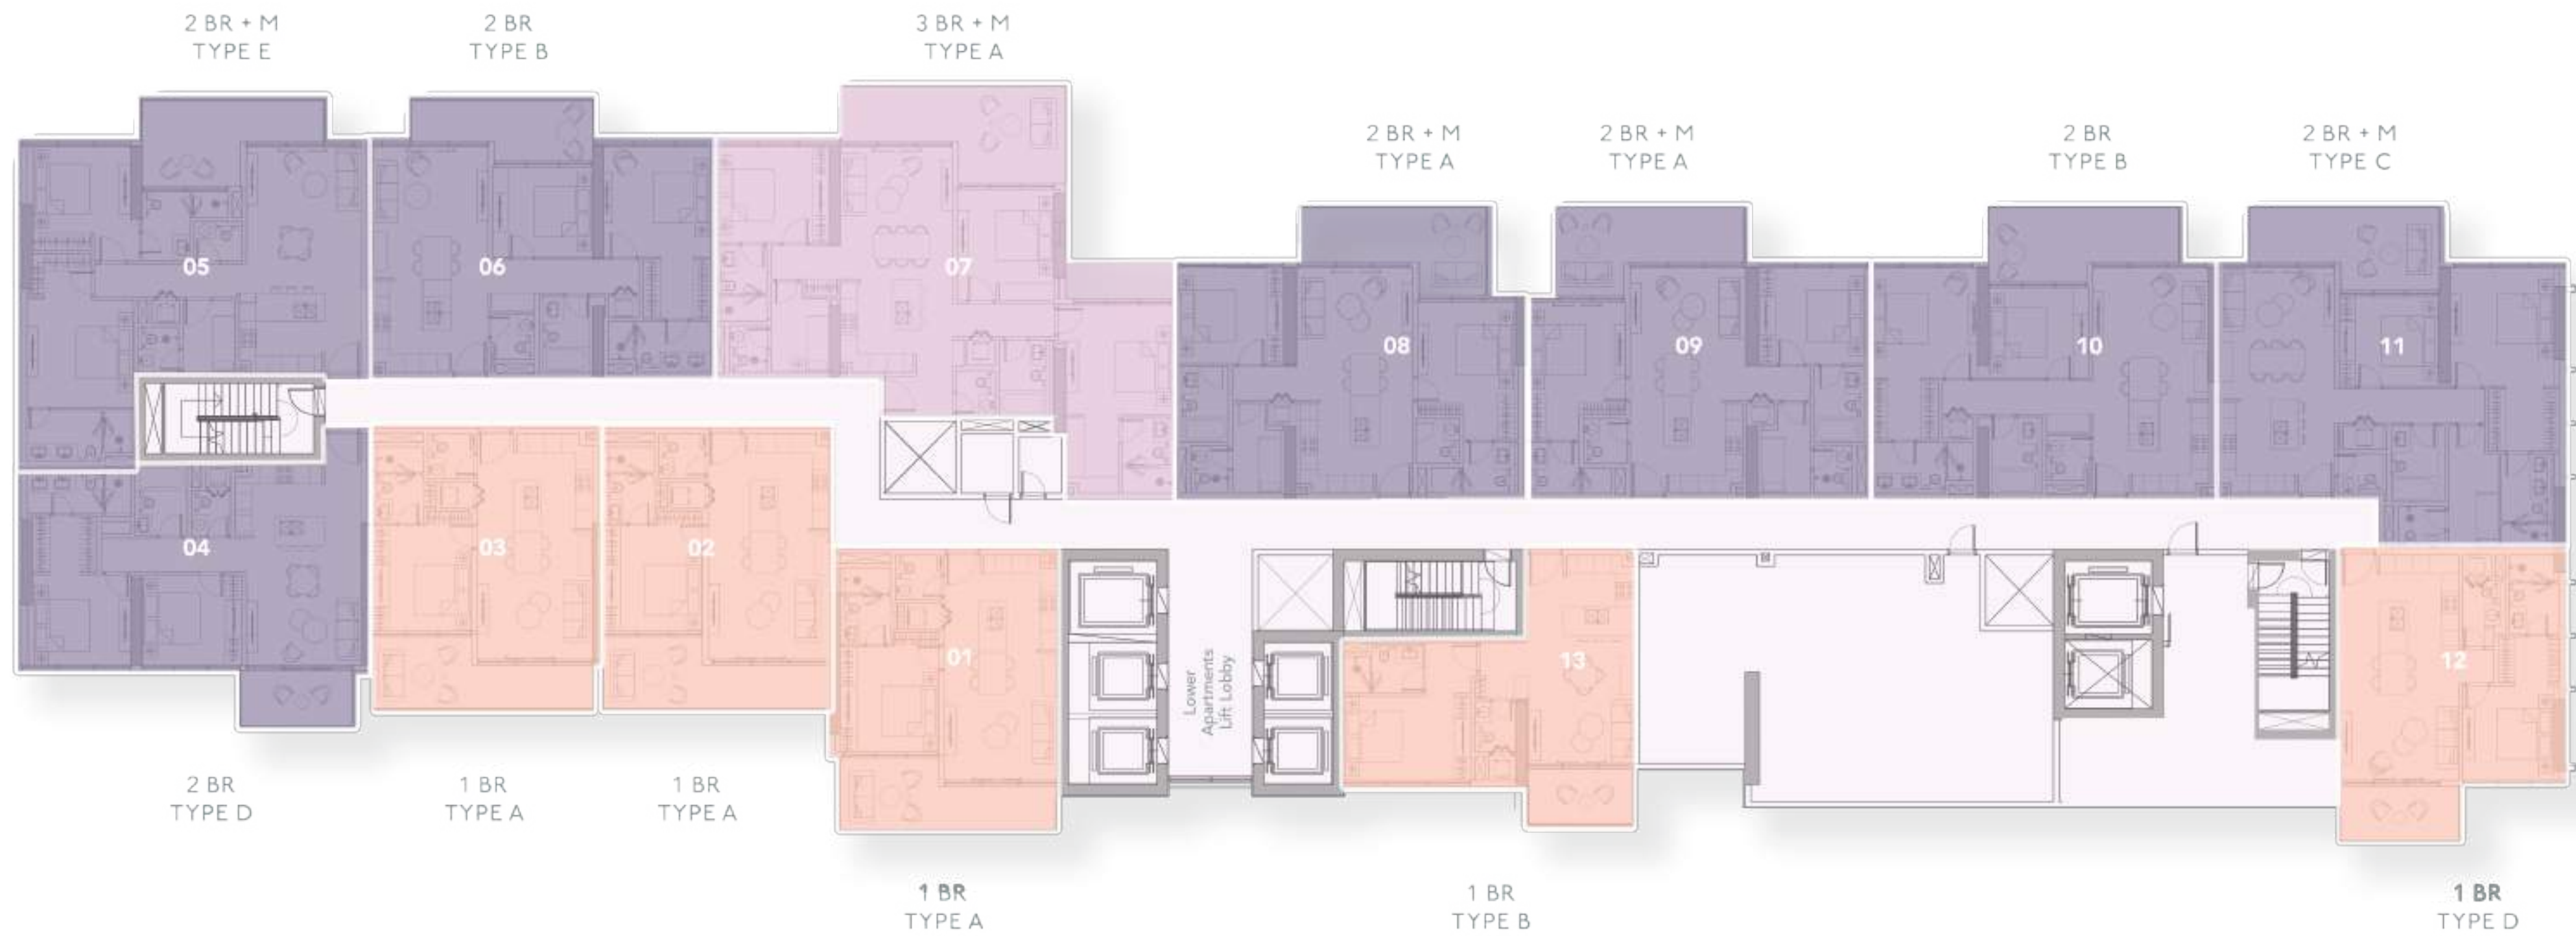 2 BR + M
TYPE E
2 BR
TYPE B
3 BR + M
TYPE A
2 BR + M
TYPE A
2 BR + M
TYPE A
2 BR
TYPE B
2 BR + M
TYPE C
05
06
07
08
09
10
11
04
03
02
01
13
12
Lower
Apartments
Lift Lobby
2 BR
TYPE D
1 BR
TYPE A
1 BR
TYPE A
1 BR
TYPE A
1 BR
TYPE B
1 BR
TYPE D